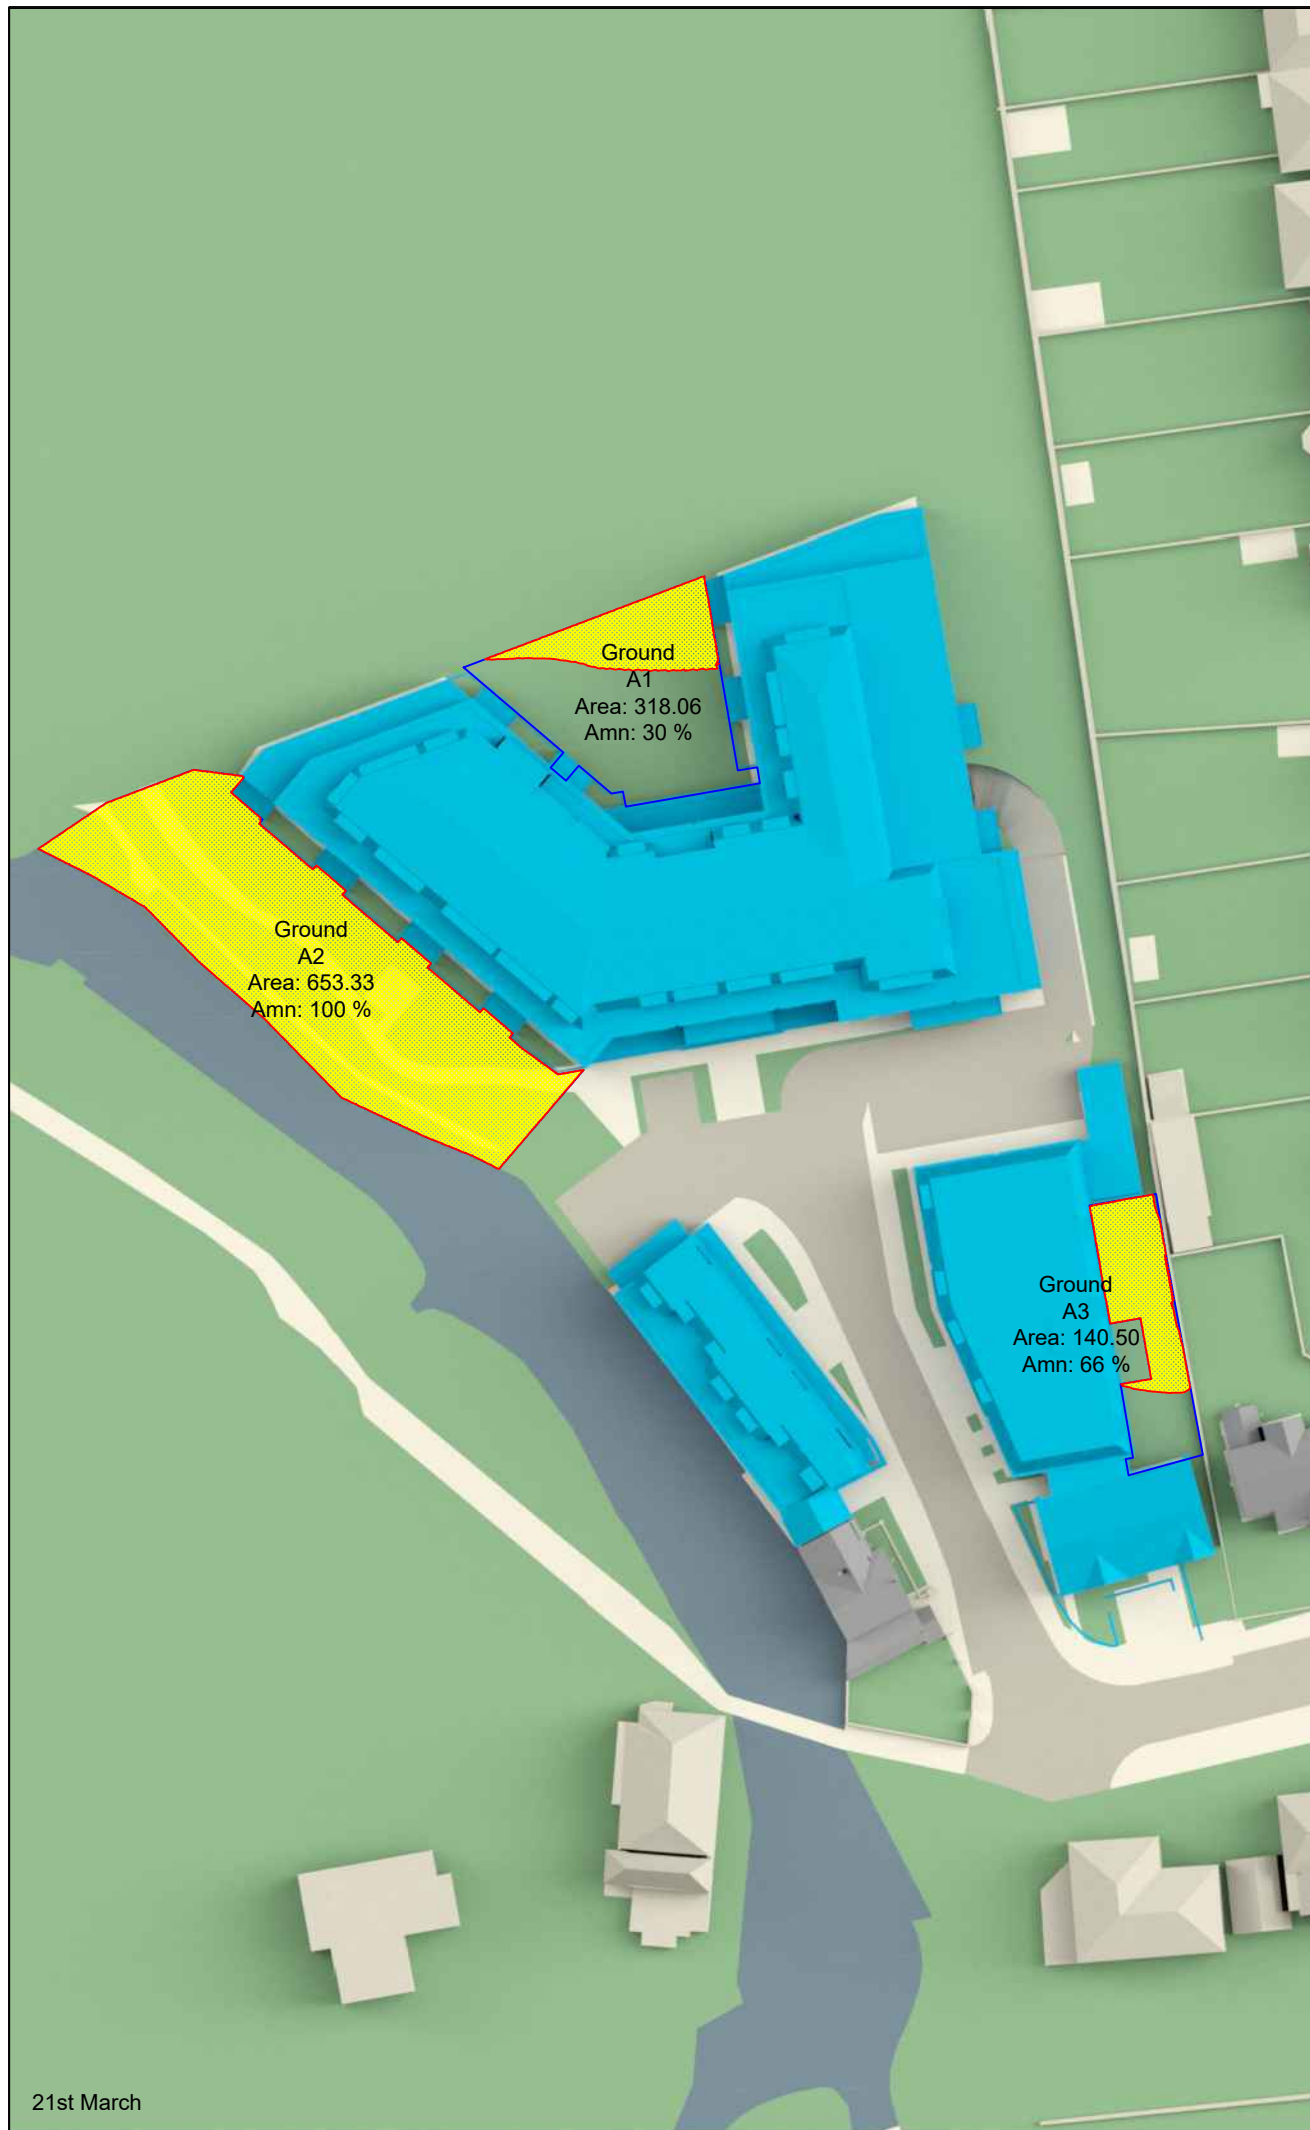 Ground
A1
Area: 318.06
Amn: 30 %
Ground
A2
Area: 653.33
Amn: 100 %
Ground
A3
Area: 140.50
Amn: 66 %
21st March